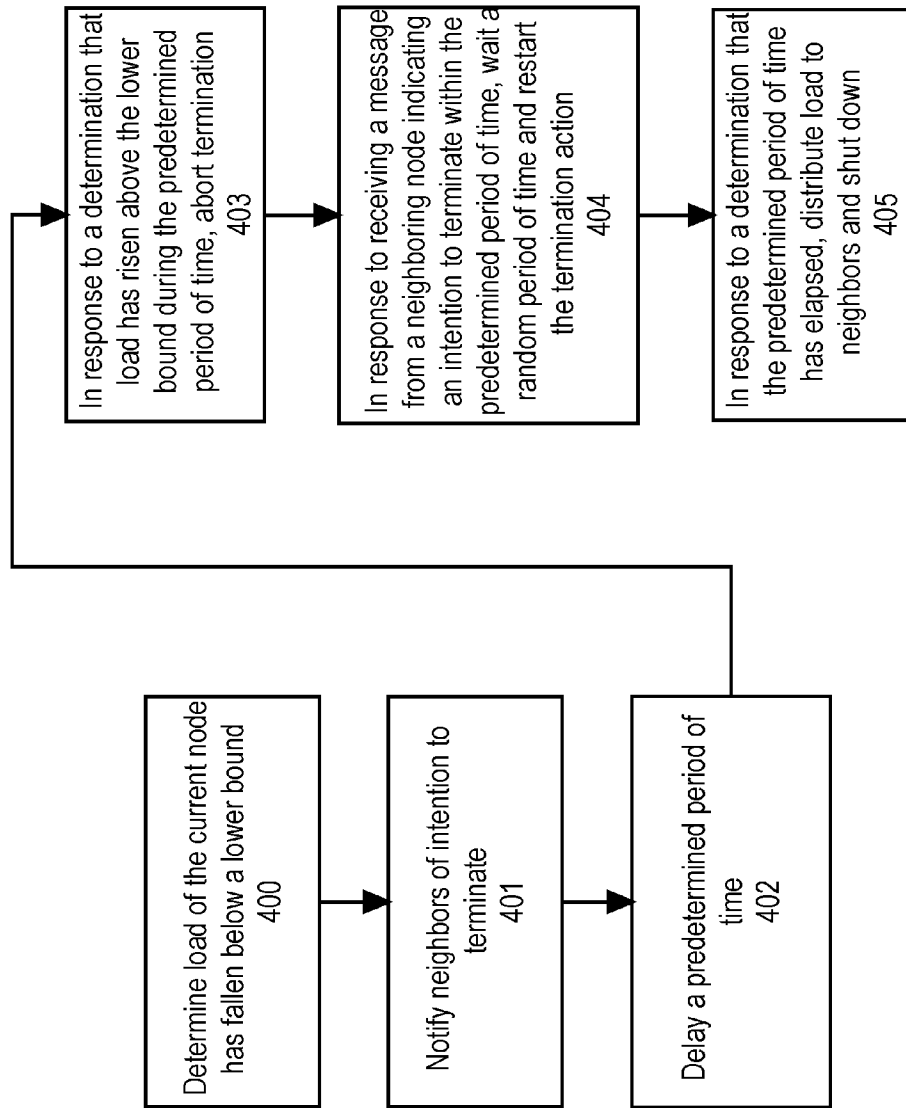 Determine load of the current node
has fallen below a lower bound
400
Notify neighbors of intention to
terminate
401
Delay a predetermined period of
time
402
In response to a determination that
load has risen above the lower
bound during the predetermined
period of time, abort termination
403
In response to receiving a message
from a neighboring node indicating
an intention to terminate within the
predetermined period of time, wait a
random period of time and restart
the termination action
404
In response to a determination that
the predetermined period of time
has elapsed, distribute load to
neighbors and shut down
405